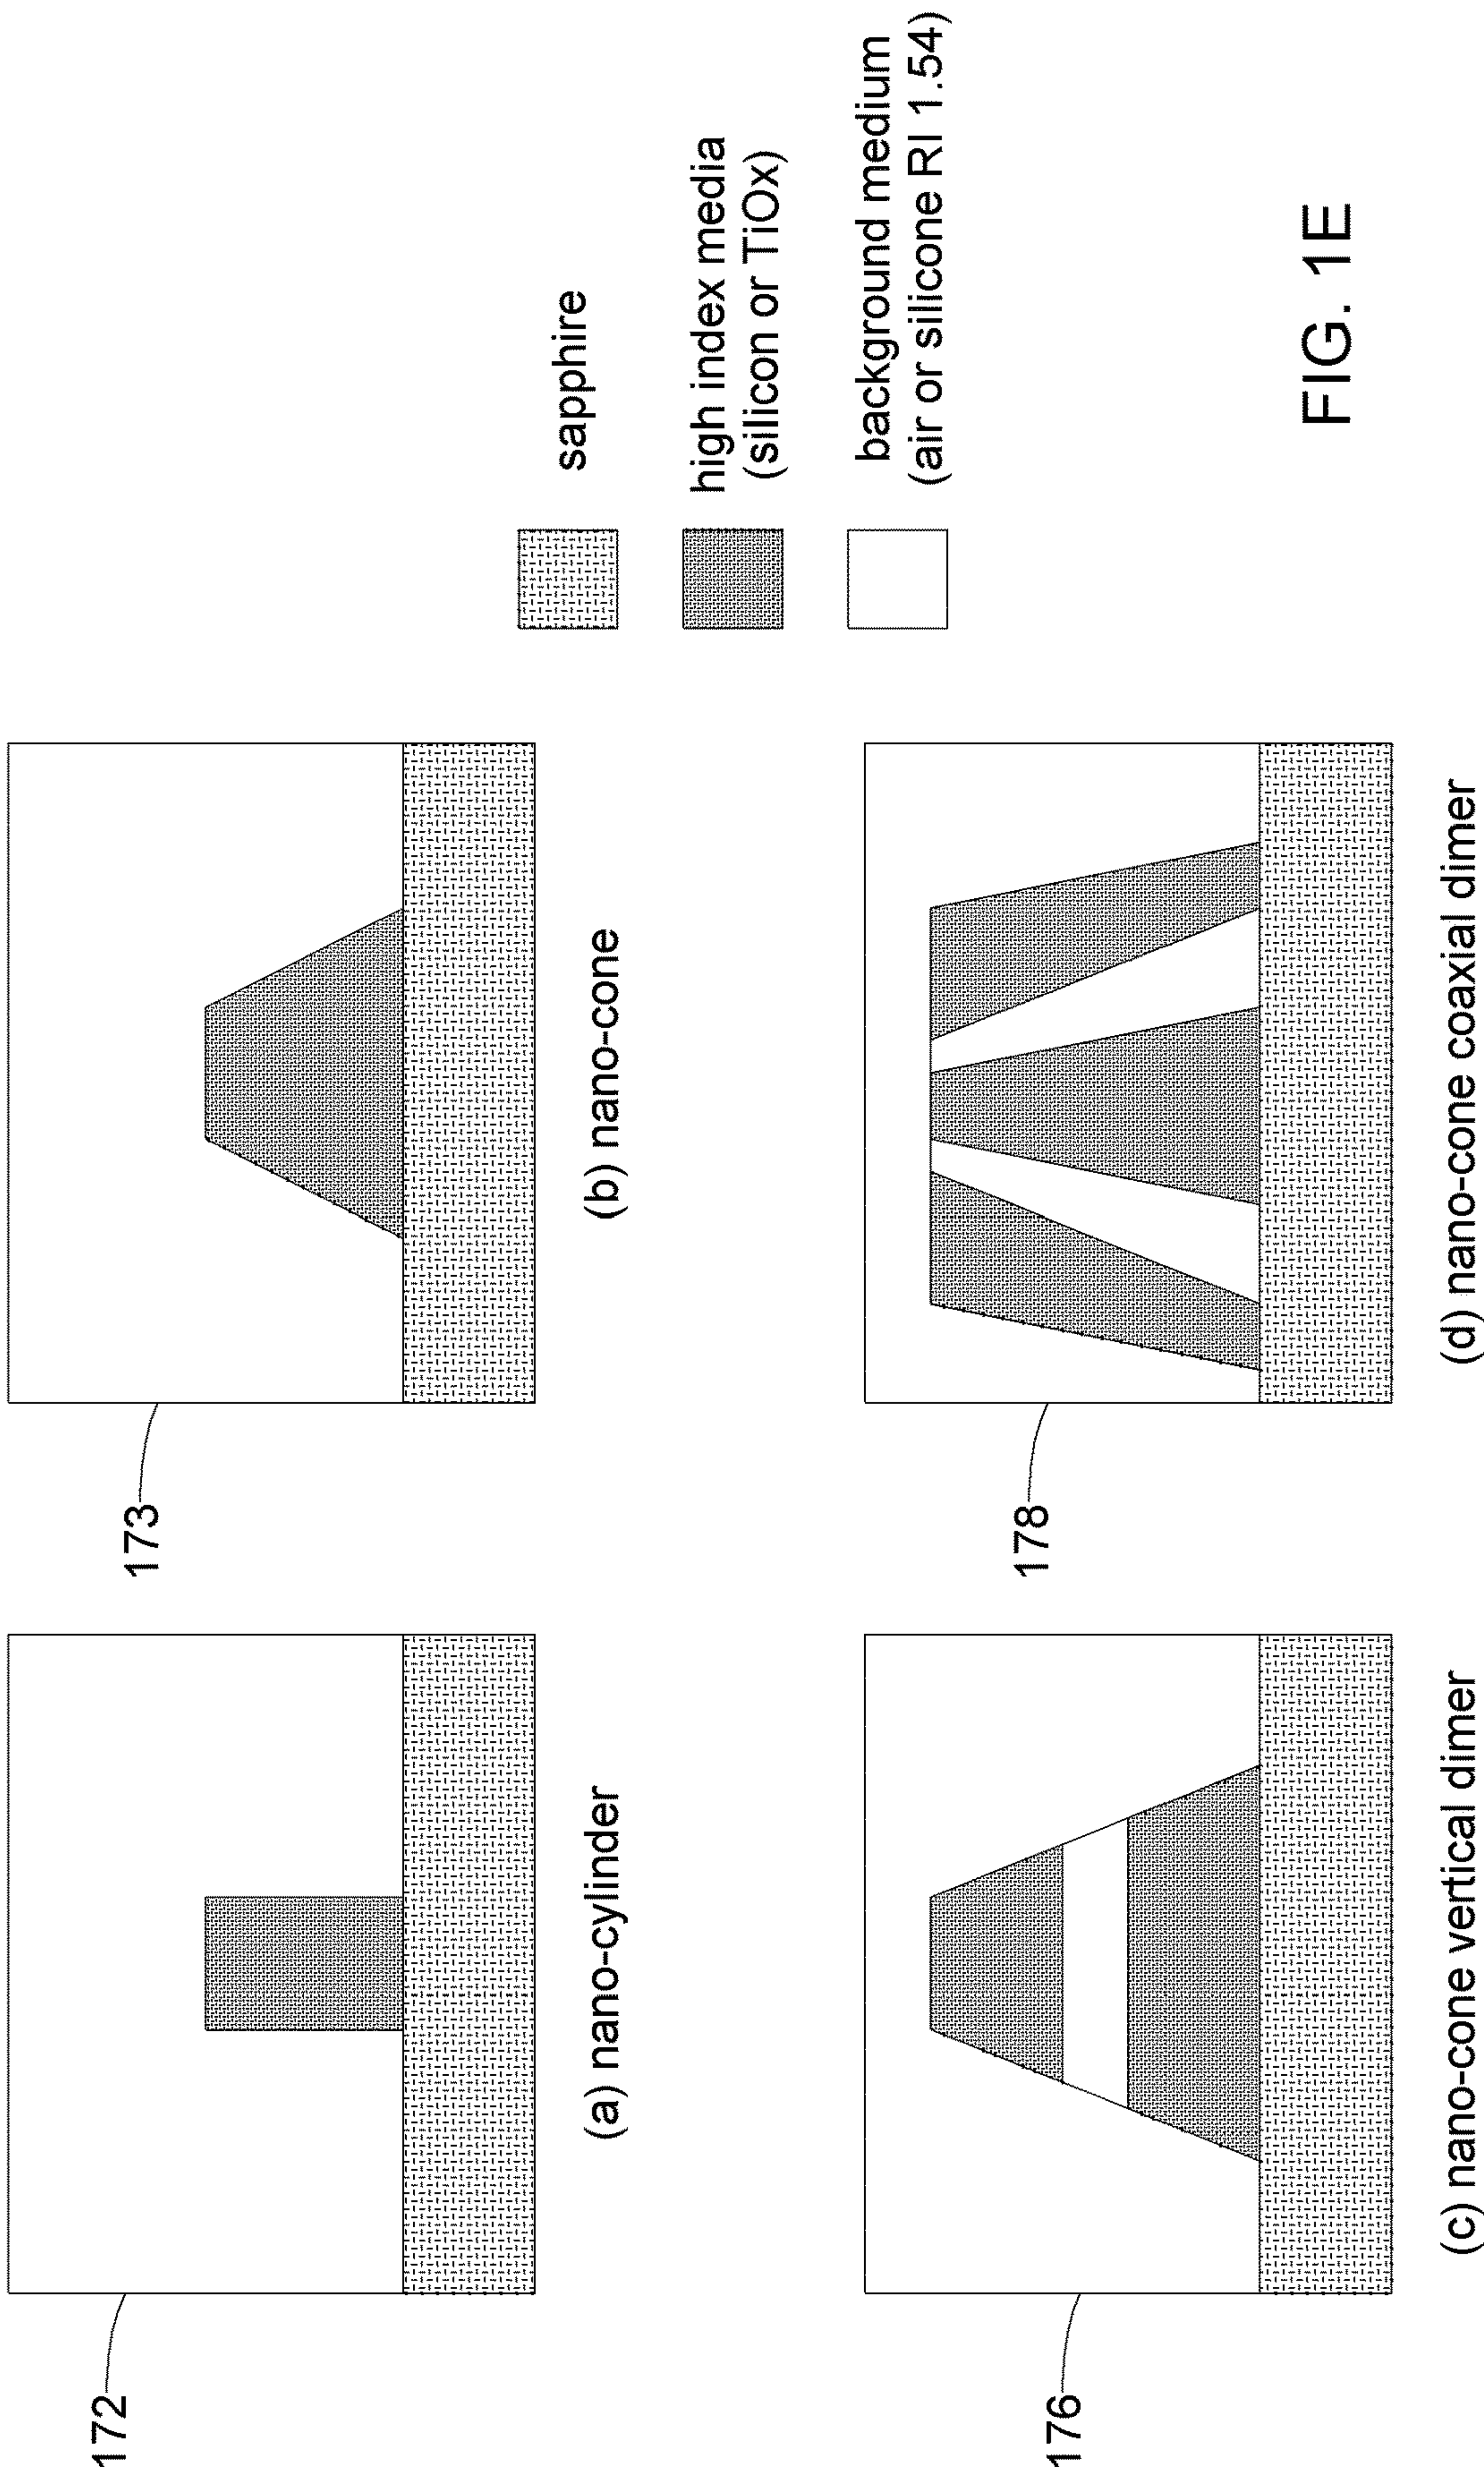 172
173
(a) nano-cylinder
(b) nano-cone
176
178
(c) nano-cone vertical dimer
(d) nano-cone coaxial dimer
sapphire
high index media
(silicon or TiOx)
background medium
(air or silicone RI 1.54)
FIG. 1E